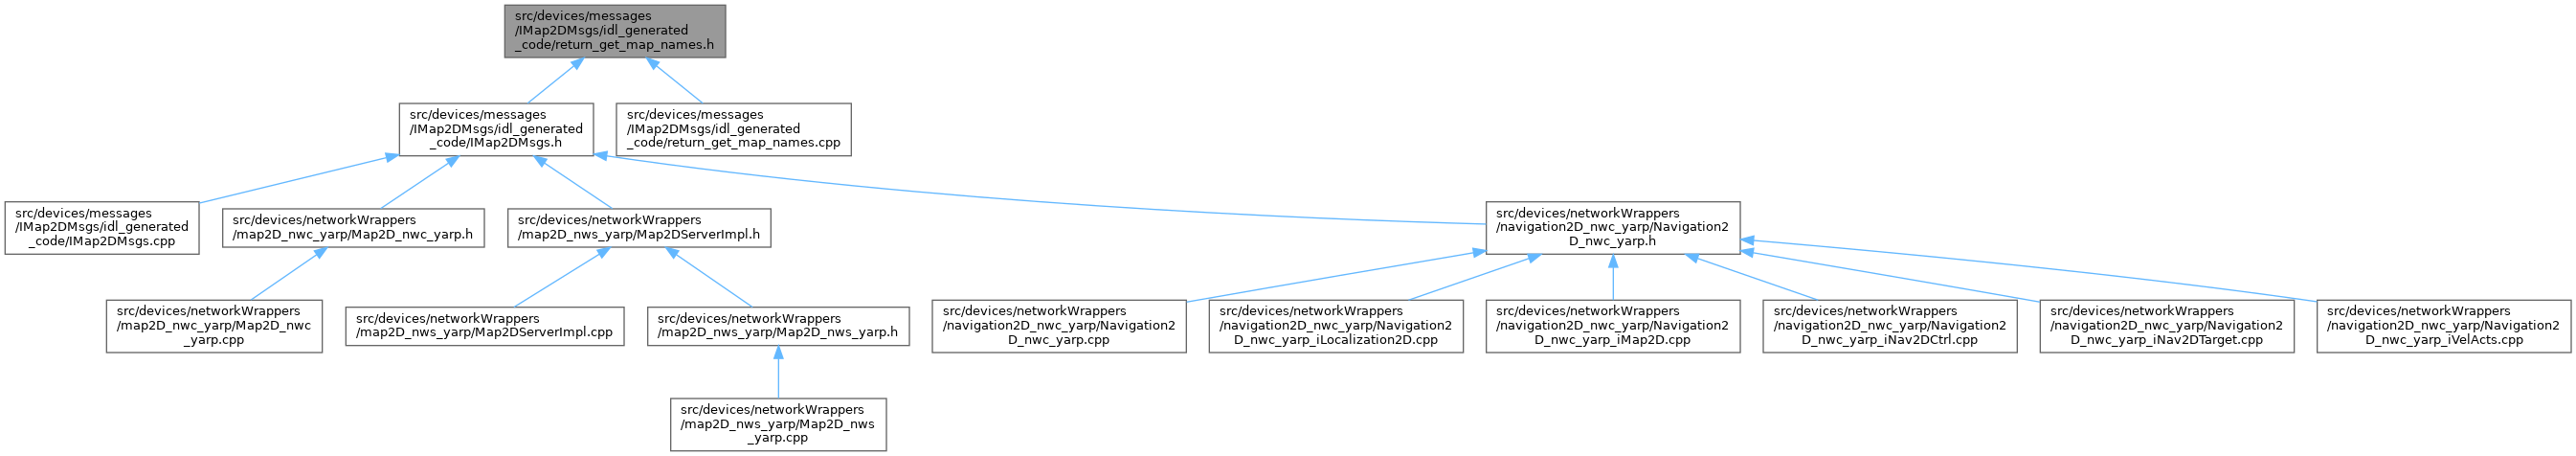 src/devices/messages
/IMap2DMsgs/idl_generated
_code/return_get_map_names.h
src/devices/messages
/IMap2DMsgs/idl_generated
_code/IMap2DMsgs.h
src/devices/messages
/IMap2DMsgs/idl_generated
_code/return_get_map_names.cpp
src/devices/messages
/IMap2DMsgs/idl_generated
_code/IMap2DMsgs.cpp
src/devices/networkWrappers
/map2D_nwc_yarp/Map2D_nwc_yarp.h
src/devices/networkWrappers
/map2D_nws_yarp/Map2DServerImpl.h
src/devices/networkWrappers
/navigation2D_nwc_yarp/Navigation2
D_nwc_yarp.h
src/devices/networkWrappers
/map2D_nwc_yarp/Map2D_nwc
_yarp.cpp
src/devices/networkWrappers
/map2D_nws_yarp/Map2DServerImpl.cpp
src/devices/networkWrappers
/map2D_nws_yarp/Map2D_nws_yarp.h
src/devices/networkWrappers
/navigation2D_nwc_yarp/Navigation2
D_nwc_yarp.cpp
src/devices/networkWrappers
/navigation2D_nwc_yarp/Navigation2
D_nwc_yarp_iLocalization2D.cpp
src/devices/networkWrappers
/navigation2D_nwc_yarp/Navigation2
D_nwc_yarp_iMap2D.cpp
src/devices/networkWrappers
/navigation2D_nwc_yarp/Navigation2
D_nwc_yarp_iNav2DCtrl.cpp
src/devices/networkWrappers
/navigation2D_nwc_yarp/Navigation2
D_nwc_yarp_iNav2DTarget.cpp
src/devices/networkWrappers
/navigation2D_nwc_yarp/Navigation2
D_nwc_yarp_iVelActs.cpp
src/devices/networkWrappers
/map2D_nws_yarp/Map2D_nws
_yarp.cpp